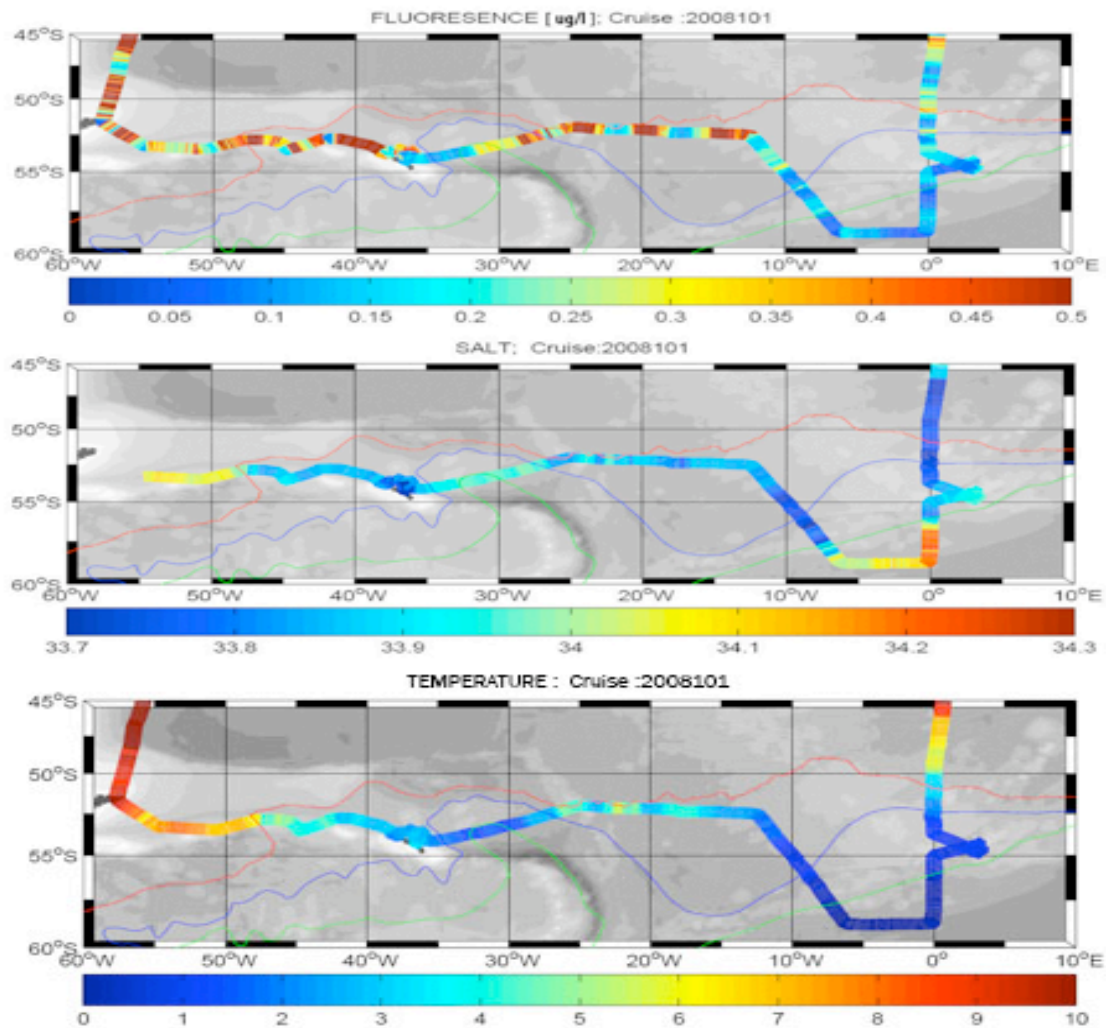 FLUORESENCE [ ug/l ]; Cruise :2008101
45°S
50°S
55°S
60°S
60°W 50°W 40°W 30°W 20°W 10°W 0° 10°E
0 0.05 0.1 0.15 0.2 0.25 0.3 0.35 0.4 0.45 0.5
SALT; Cruise:2008101
45°S
50°S
55°S
60°S
60°W 50°W 40°W 30°W 20°W 10°W 0° 10°E
33.7 33.8 33.9 34 34.1 34.2 34.3
TEMPERATURE : Cruise :2008101
45°S
50°S
55°S
60°S
60°W 50°W 40°W 30°W 20°W 10°W 0° 10°E
0 1 2 3 4 5 6 7 8 9 10